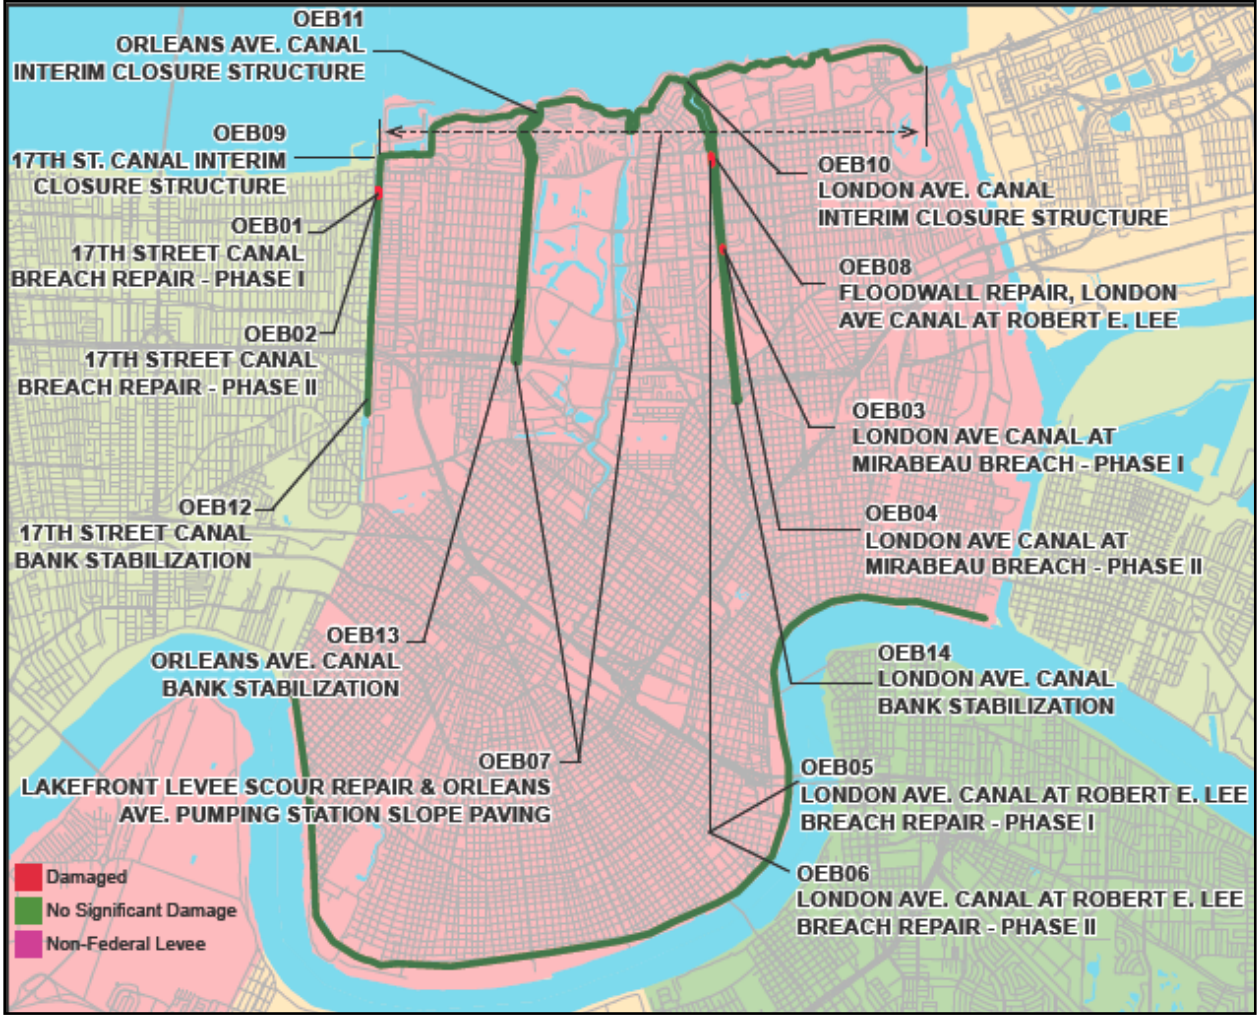 OEB11
ORLEANS AVE. CANAL
INTERIM CLOSURE STRUCTURE
OEB09
17TH ST. CANAL INTERIM
CLOSURE STRUCTURE
OEB01
17TH STREET CANAL
BREACH REPAIR - PHASE I
OEB02
17TH STREET CANAL
BREACH REPAIR - PHASE II
OEB12
17TH STREET CANAL
BANK STABILIZATION
OEB13
ORLEANS AVE. CANAL
BANK STABILIZATION
OEB07
LAKEFRONT LEVEE SCOUR REPAIR & ORLEANS
AVE. PUMPING STATION SLOPE PAVING
OEB10
LONDON AVE. CANAL
INTERIM CLOSURE STRUCTURE
OEB08
FLOODWALL REPAIR, LONDON
AVE CANAL AT ROBERT E. LEE
OEB03
LONDON AVE CANAL AT
MIRABEAU BREACH - PHASE I
OEB04
LONDON AVE CANAL AT
MIRABEAU BREACH - PHASE II
OEB14
LONDON AVE. CANAL
BANK STABILIZATION
OEB05
LONDON AVE. CANAL AT ROBERT E. LEE
BREACH REPAIR - PHASE I
OEB06
LONDON AVE. CANAL AT ROBERT E. LEE
BREACH REPAIR - PHASE II
Damaged
No Significant Damage
Non-Federal Levee